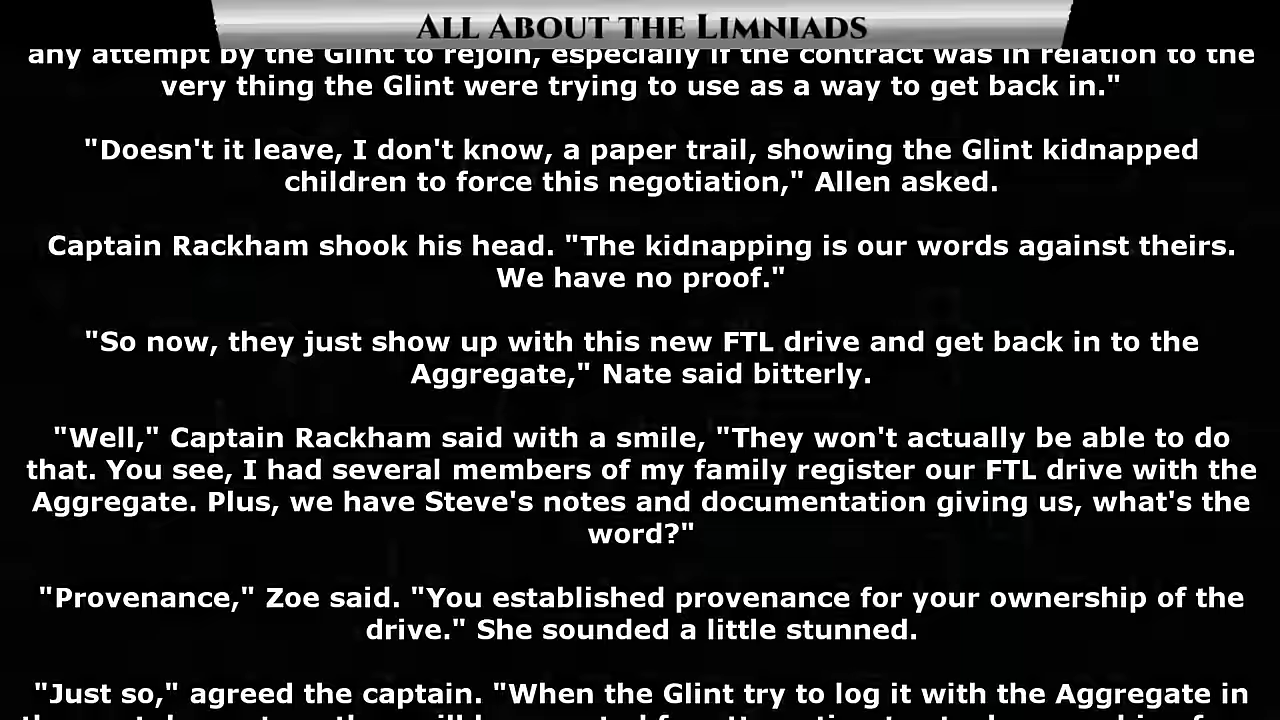 All About the Limniads
any attempt by the Glint to rejoin, especially if the contract was in relation to the
very thing the Glint were trying to use as a way to get back in."
"Doesn't it leave, I don't know, a paper trail, showing the Glint kidnapped
children to force this negotiation," Allen asked.
Captain Rackham shook his head. "The kidnapping is our words against theirs.
We have no proof."
"So now, they just show up with this new FTL drive and get back in to the
Aggregate," Nate said bitterly.
"Well," Captain Rackham said with a smile, "They won't actually be able to do
that. You see, I had several members of my family register our FTL drive with the
Aggregate. Plus, we have Steve's notes and documentation giving us, what's the
word?"
"Provenance," Zoe said. "You established provenance for your ownership of the
drive." She sounded a little stunned.
"Just so," agreed the captain. "When the Glint try to log it with the Aggregate in